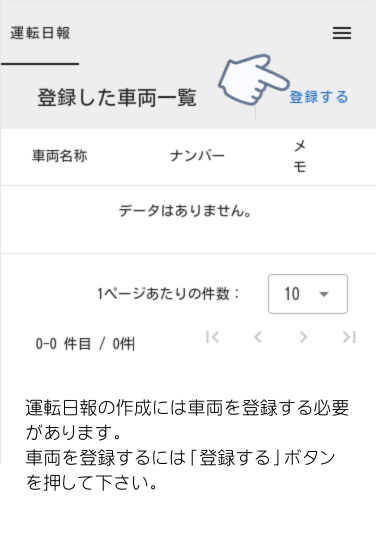 運転日報
登録した車両一覧
登録する
車両名称 ナンバー メモ
データはありません。
1ページあたりの件数： 10
0-0 件目 / 0件
運転日報の作成には車両を登録する必要
があります。
車両を登録するには「登録する」ボタン
を押して下さい。